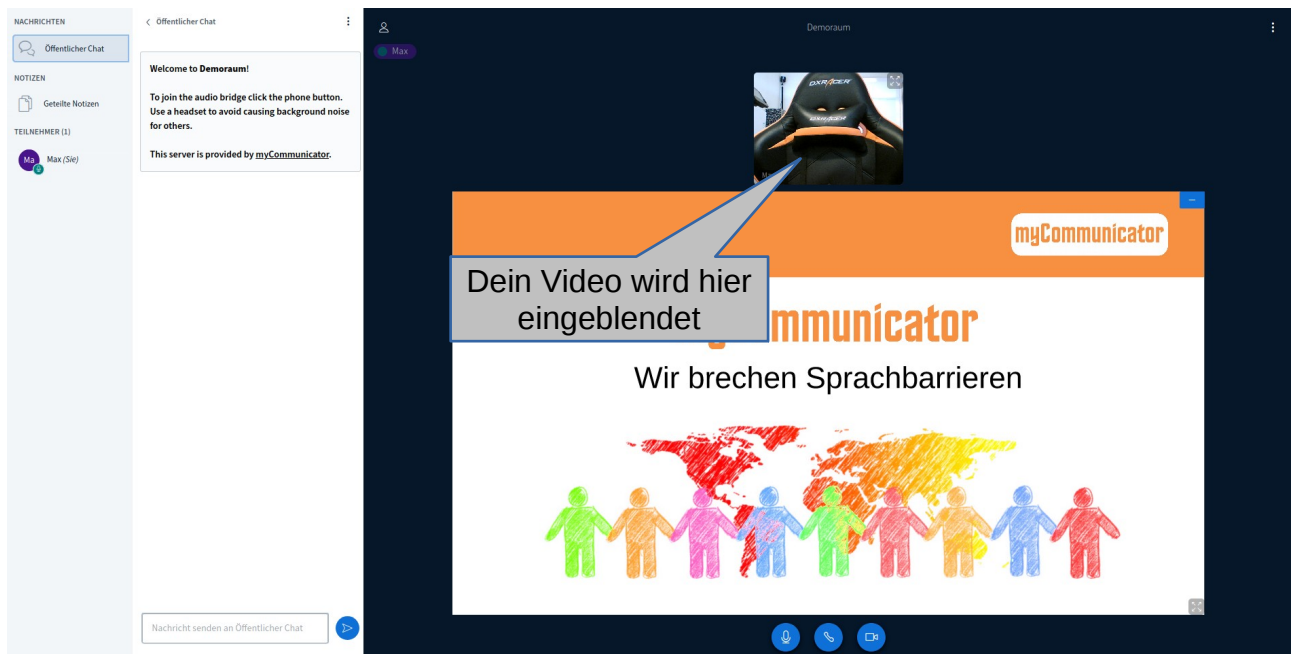 NACHRICHTEN
Öffentlicher Chat
NOTIZEN
Geteilte Notizen
TEILNEHMER (1)
Ma
Max (Sie)
Öffentlicher Chat
Welcome to Demoraum!
To join the audio bridge click the phone button.
Use a headset to avoid causing background noise
for others.
This server is provided by myCommunicator.
Nachricht senden an Öffentlicher Chat
Demoraum
Max
DXRACER
DXRACER
myCommunicator
Dein Video wird hier
eingeblendet
mmunicator
Wir brechen Sprachbarrieren